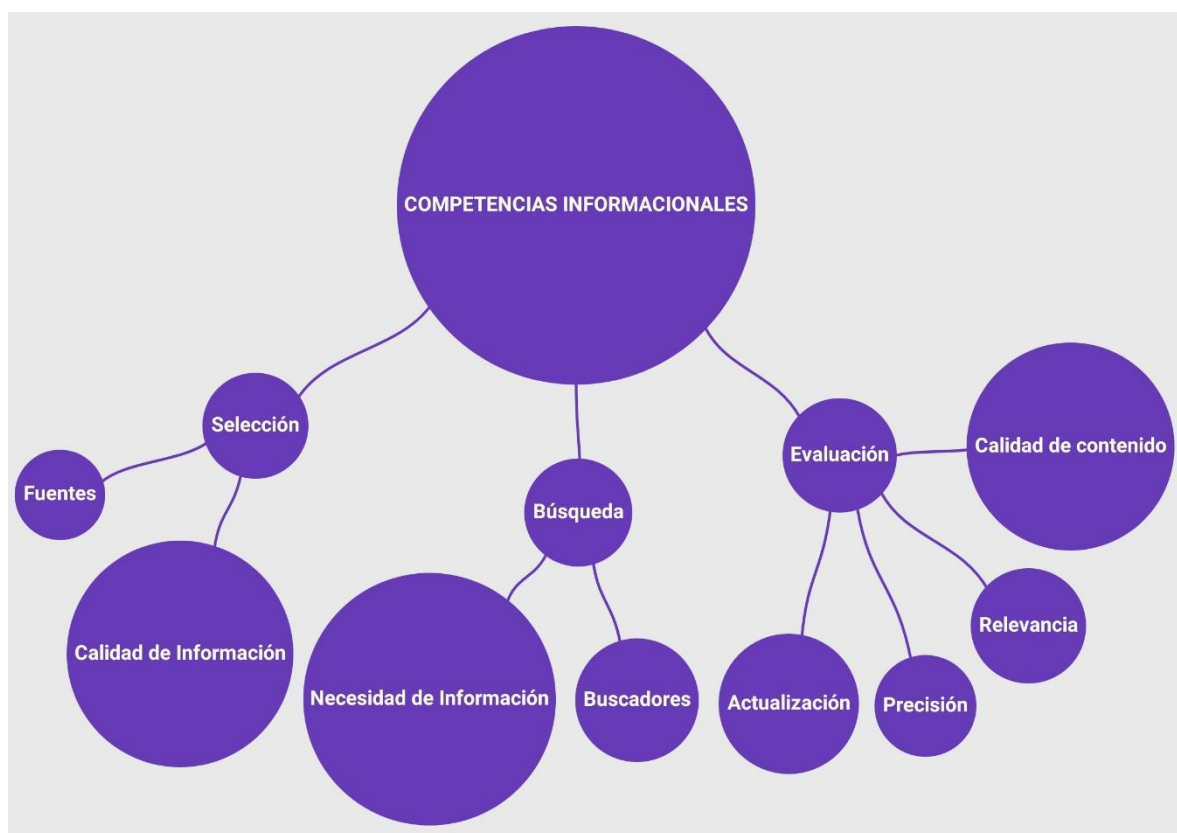 COMPETENCIAS INFORMACIONALES
Selección
Fuentes
Calidad de Información
Búsqueda
Necesidad de Información
Buscadores
Evaluación
Calidad de contenido
Relevancia
Precisión
Actualización